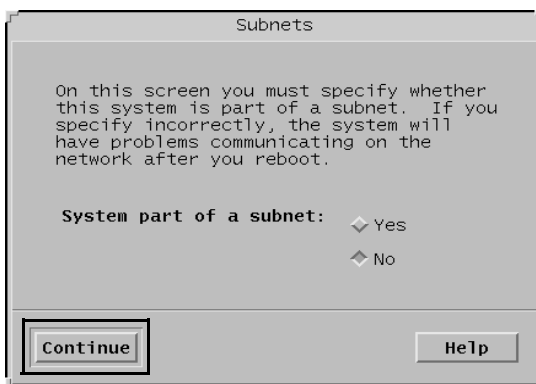 Subnets
On this screen you must specify whether
this system is part of a subnet.  If you
specify incorrectly, the system will
have problems communicating on the
network after you reboot.
System part of a subnet:
Yes
No
Continue
Help